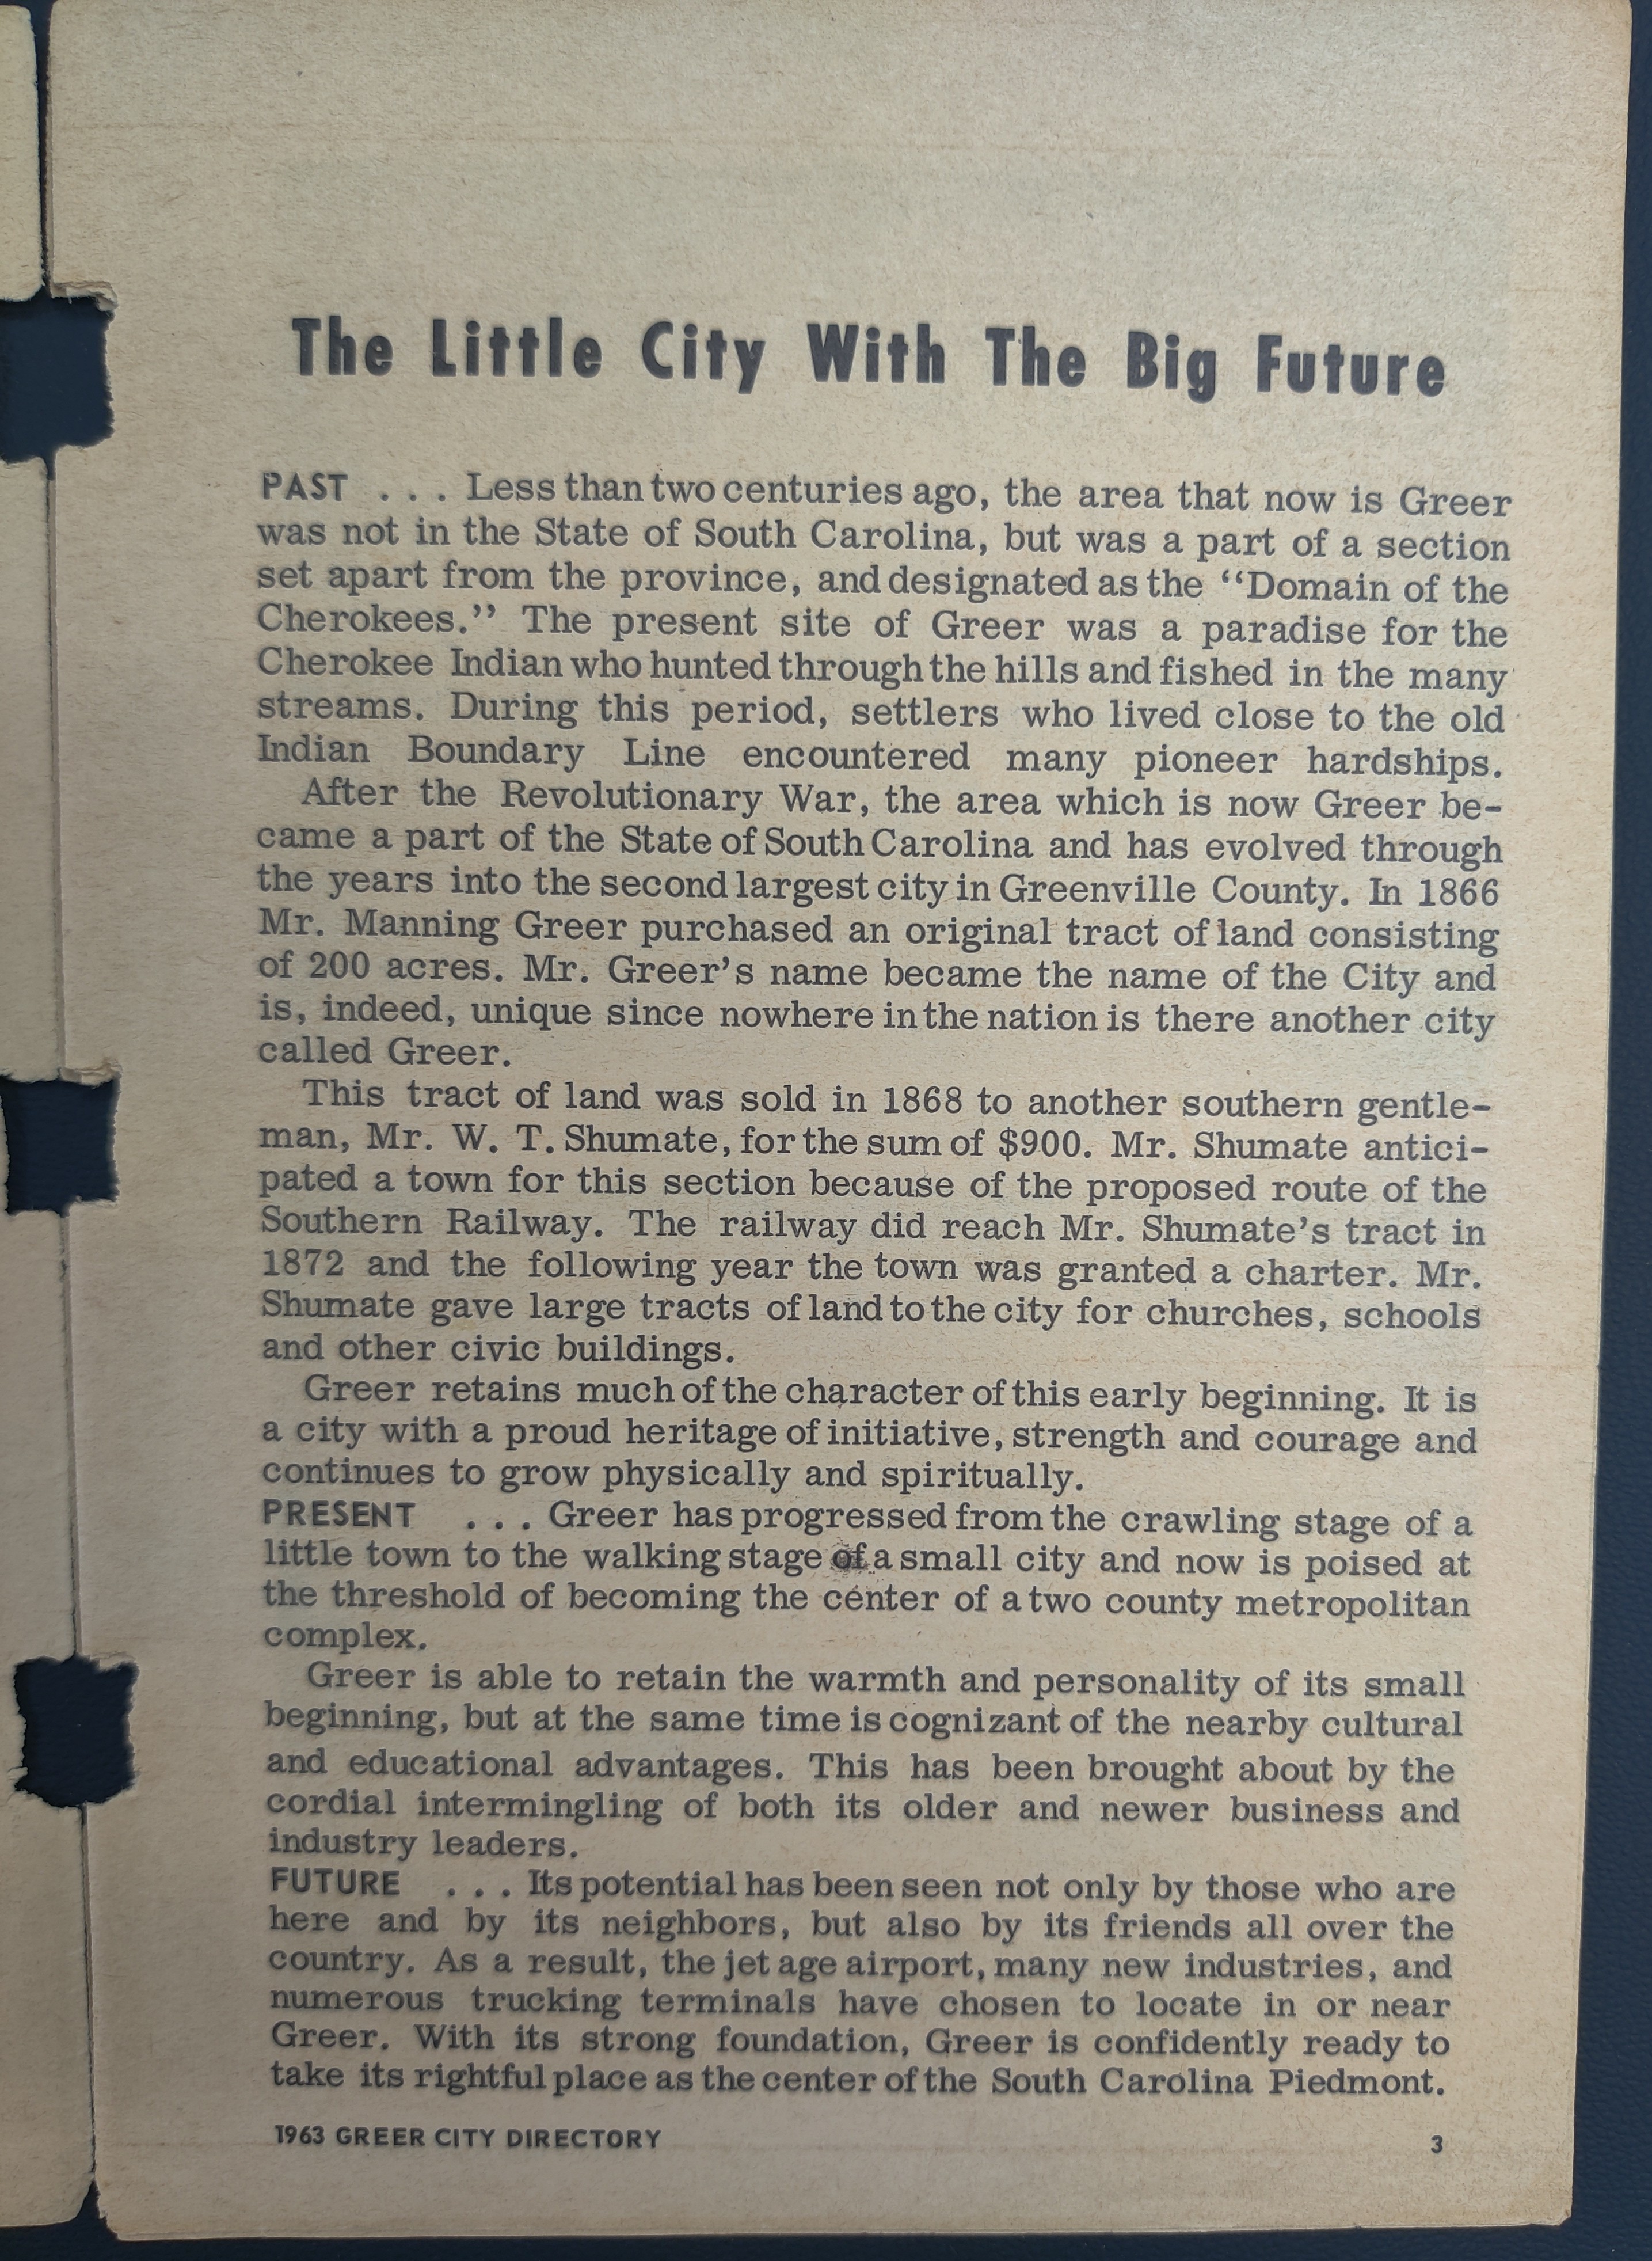 The Little City With The Big Future
PAST . . . Less than two centuries ago, the area that now is Greer
was not in the State of South Carolina, but was a part of a section
set apart from the province, and designated as the “Domain of the
Cherokees.” The present site of Greer was a paradise for the
Cherokee Indian who hunted through the hills and fished in the many
streams. During this period, settlers who lived close to the old
Indian Boundary Line encountered many pioneer hardships.
After the Revolutionary War, the area which is now Greer be-
came a part of the State of South Carolina and has evolved through
the years into the second largest city in Greenville County. In 1866
Mr. Manning Greer purchased an original tract of land consisting
of 200 acres. Mr. Greer’s name became the name of the City and
is, indeed, unique since nowhere in the nation is there another city
called Greer.
This tract of land was sold in 1868 to another southern gentle-
man, Mr. W. T. Shumate, for the sum of $900. Mr. Shumate antici-
pated a town for this section because of the proposed route of the
Southern Railway. The railway did reach Mr. Shumate’s tract in
1872 and the following year the town was granted a charter. Mr.
Shumate gave large tracts of land to the city for churches, schools
and other civic buildings.
Greer retains much of the character of this early beginning. It is
a city with a proud heritage of initiative, strength and courage and
continues to grow physically and spiritually.
PRESENT . . . Greer has progressed from the crawling stage of a
little town to the walking stage of a small city and now is poised at
the threshold of becoming the center of a two county metropolitan
complex.
Greer is able to retain the warmth and personality of its small
beginning, but at the same time is cognizant of the nearby cultural
and educational advantages. This has been brought about by the
cordial intermingling of both its older and newer business and
industry leaders.
FUTURE . . . Its potential has been seen not only by those who are
here and by its neighbors, but also by its friends all over the
country. As a result, the jet age airport, many new industries, and
numerous trucking terminals have chosen to locate in or near
Greer. With its strong foundation, Greer is confidently ready to
take its rightful place as the center of the South Carolina Piedmont.
1963 GREER CITY DIRECTORY 3